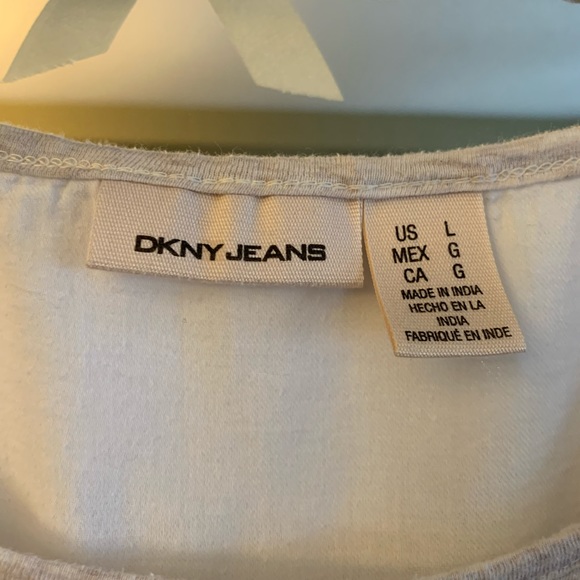 DKNY JEANS
US L
MEX G
CA G
MADE IN INDIA
HECHO EN LA
INDIA
FABRIQUÉ EN INDE